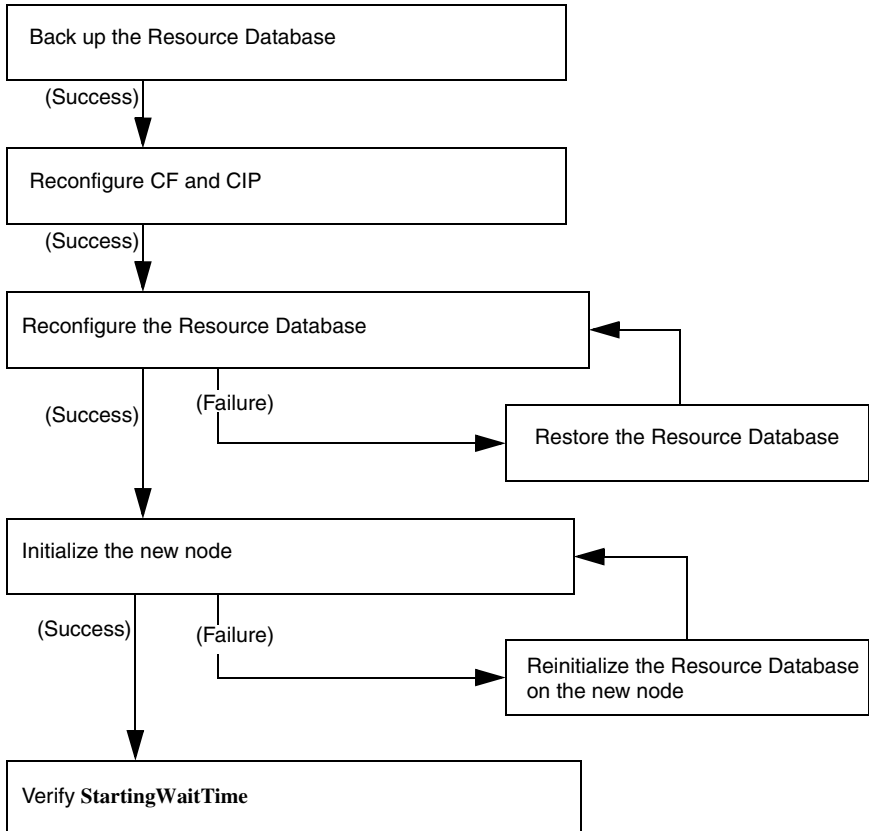 Back up the Resource Database
(Success)
Reconfigure CF and CIP
(Success)
Reconfigure the Resource Database
(Success)
(Failure)
Restore the Resource Database
Initialize the new node
(Success)
(Failure)
Reinitialize the Resource Database
on the new node
Verify StartingWaitTime